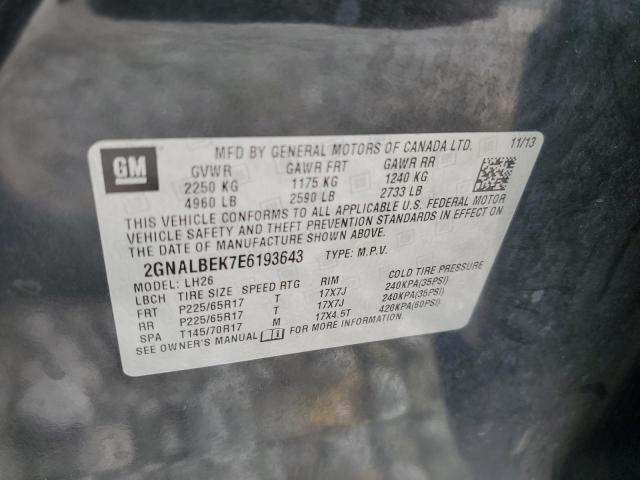 GM
MFD BY GENERAL MOTORS OF CANADA LTD. 11/13
GVWR GAWR FRT GAWR RR
2250 KG 1175 KG 1240 KG
4960 LB 2590 LB 2733 LB
THIS VEHICLE CONFORMS TO ALL APPLICABLE U.S. FEDERAL MOTOR
VEHICLE SAFETY AND THEFT PREVENTION STANDARDS IN EFFECT ON
THE DATE OF MANUFACTURE SHOWN ABOVE.
2GNALBEK7E6193643 TYPE: M.P.V.
MODEL: LH26
LBCH TIRE SIZE SPEED RTG RIM COLD TIRE PRESSURE
FRT P225/65R17 T 17X7J 240KPA(35PSI)
RR P225/65R17 T 17X7J 240KPA(35PSI)
SPA T145/70R17 M 17X4.5T 420KPA(60PSI)
SEE OWNER'S MANUAL FOR MORE INFORMATION.